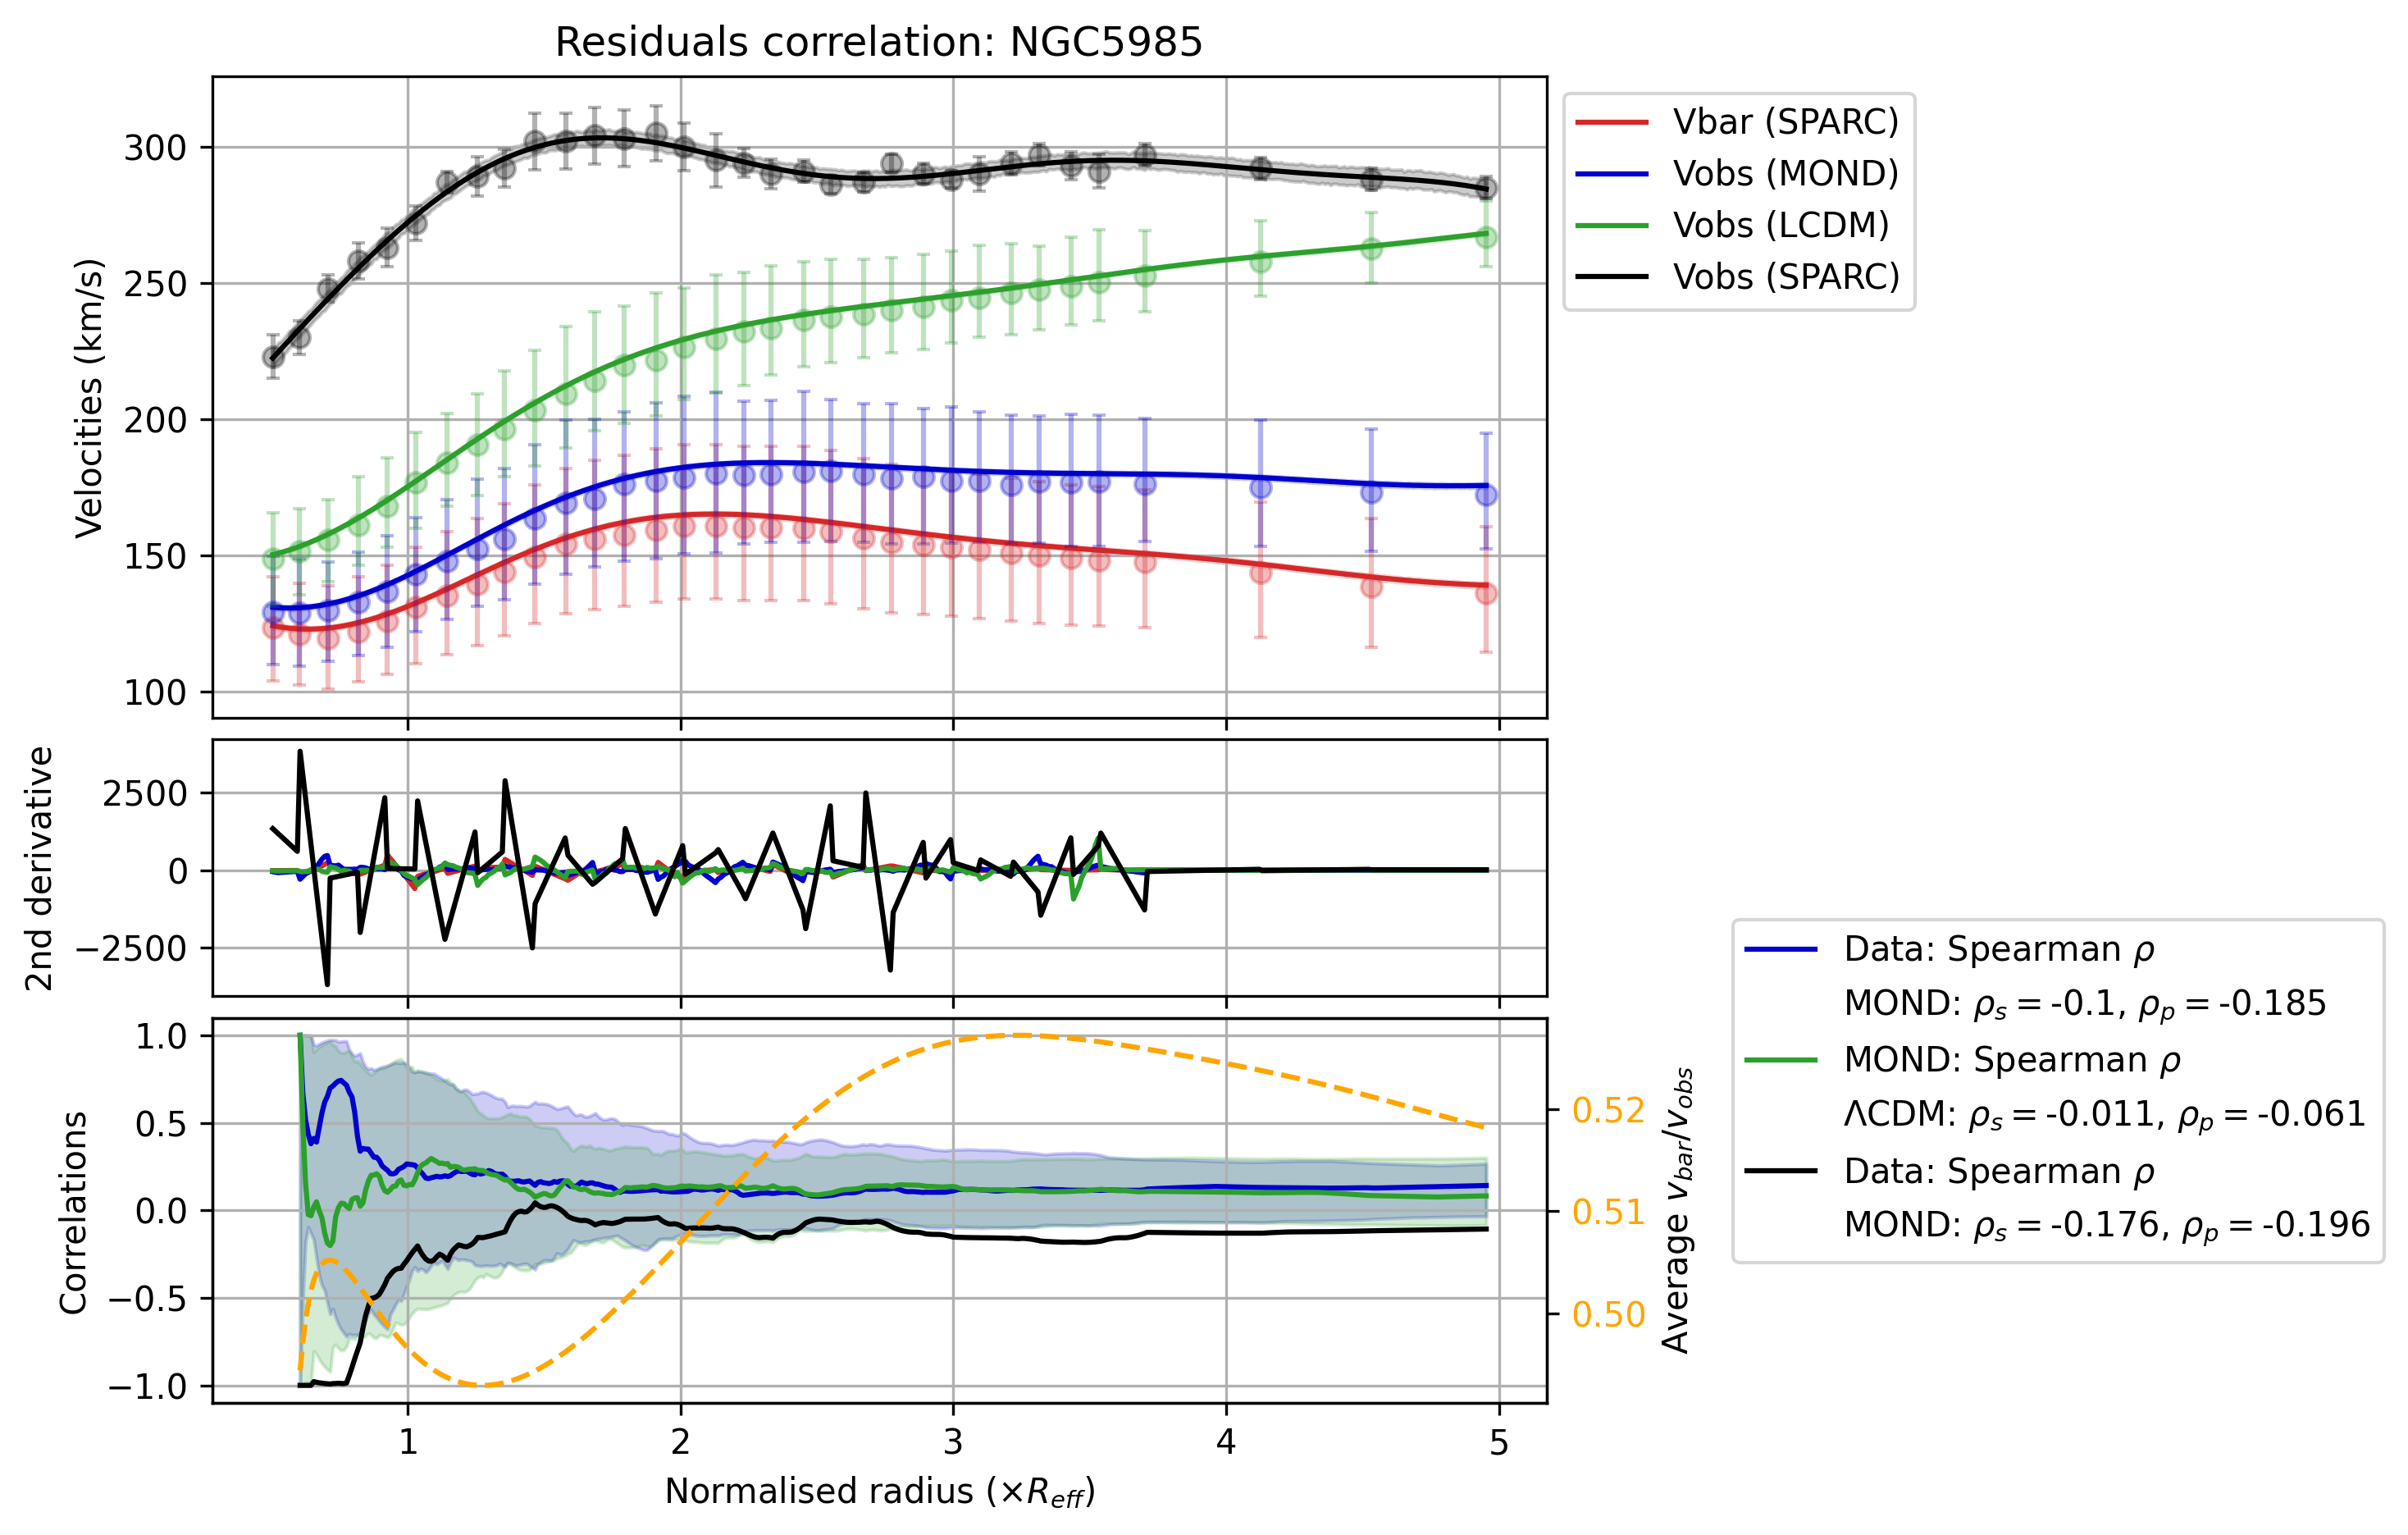 Residuals correlation: NGC5985
300
250
200
150
100
Velocities (km/s)
Vbar (SPARC)
Vobs (MOND)
Vobs (LCDM)
Vobs (SPARC)
2500
0
−2500
2nd derivative
1.0
0.5
0.0
−0.5
−1.0
Correlations
0.52
0.51
0.50
Average v_bar/v_obs
Data: Spearman ρ
MOND: ρ_s = -0.1, ρ_p = -0.185
MOND: Spearman ρ
ΛCDM: ρ_s = -0.011, ρ_p = -0.061
Data: Spearman ρ
MOND: ρ_s = -0.176, ρ_p = -0.196
1 2 3 4 5
Normalised radius (×R_eff)